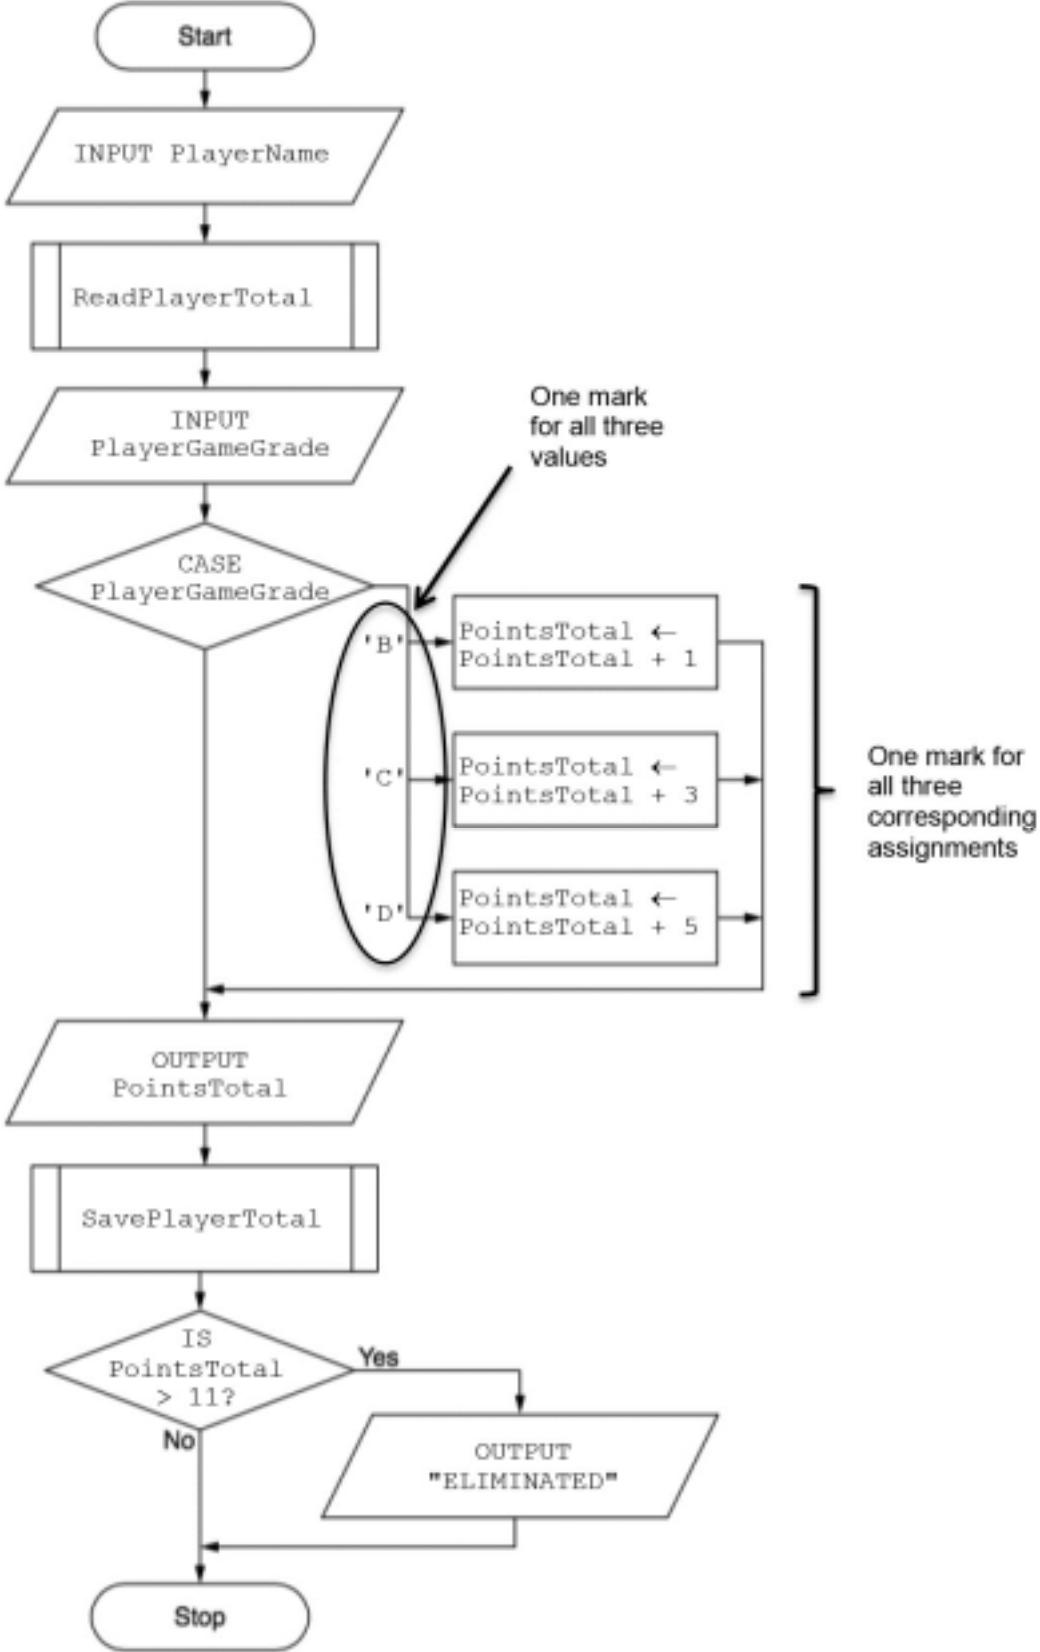 Start
INPUT PlayerName
ReadPlayerTotal
INPUT
PlayerGameGrade
One mark
for all three
values
CASE
PlayerGameGrade
'B'
PointsTotal ←
PointsTotal + 1
'C'
PointsTotal ←
PointsTotal + 3
'D'
PointsTotal ←
PointsTotal + 5
One mark for
all three
corresponding
assignments
OUTPUT
PointsTotal
SavePlayerTotal
IS
PointsTotal
> 11?
Yes
No
OUTPUT
"ELIMINATED"
Stop